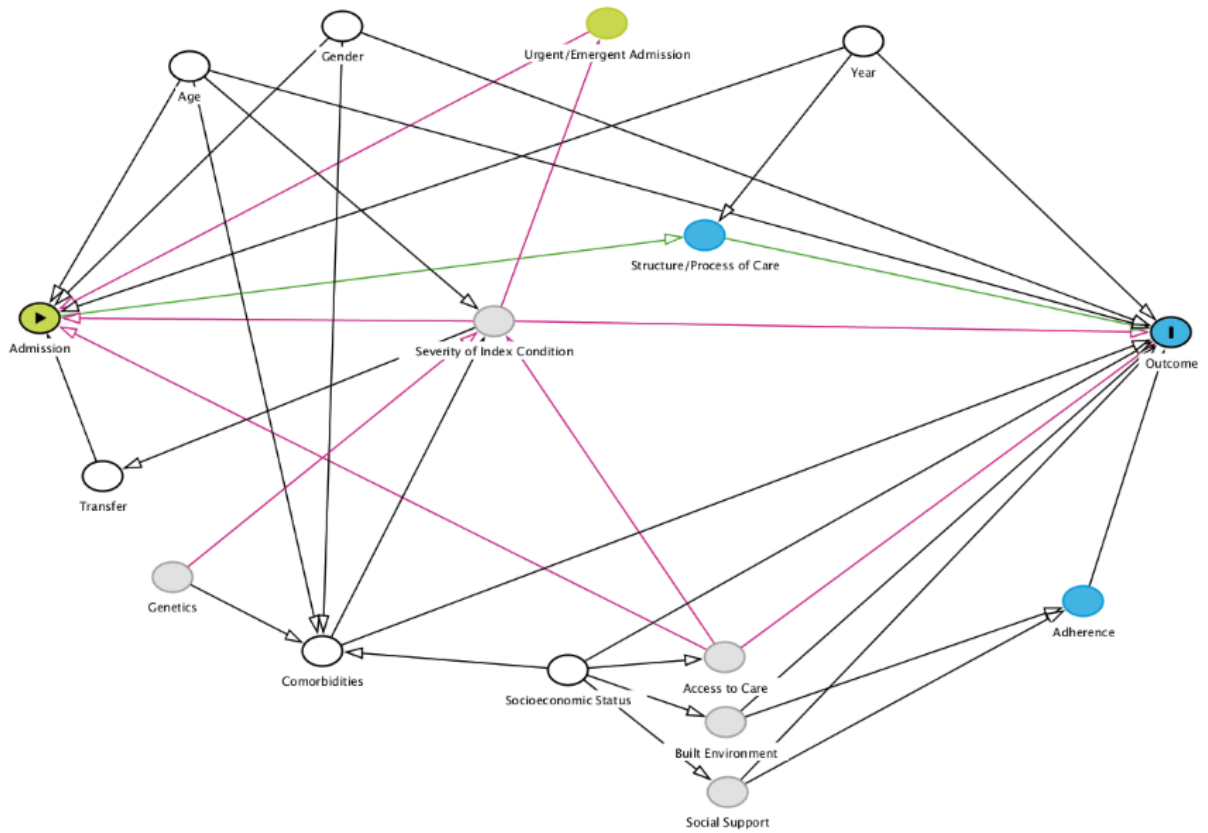 Gender
Urgent/Emergent Admission
Year
Age
Structure/Process of Care
Admission
Severity of Index Condition
Outcome
Transfer
Genetics
Adherence
Comorbidities
Socioeconomic Status
Access to Care
Built Environment
Social Support